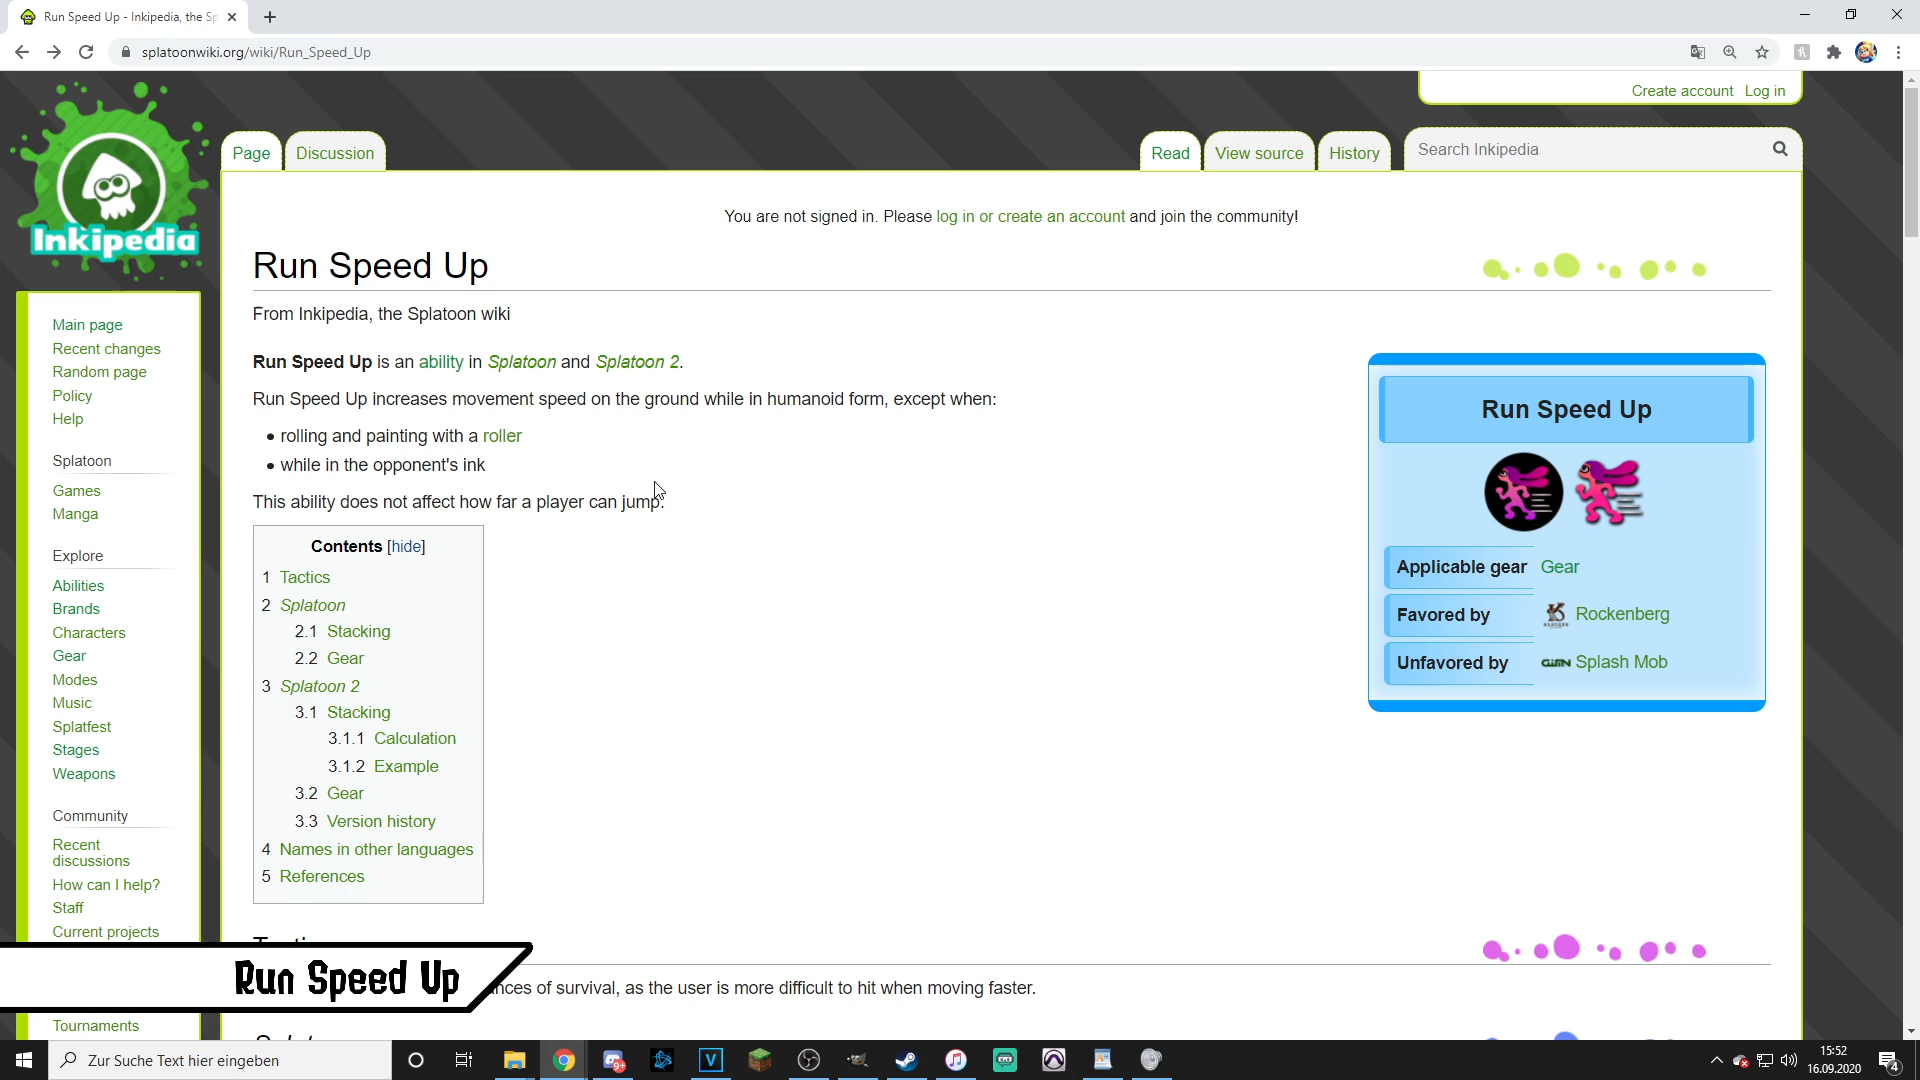 Run Speed Up - Inkipedia, the Sp
splatoonwiki.org/wiki/Run_Speed_Up
Create account Log in
Page
Discussion
Read
View source
History
Search Inkipedia
Inkipedia
You are not signed in. Please log in or create an account and join the community!
Run Speed Up
From Inkipedia, the Splatoon wiki
Run Speed Up is an ability in Splatoon and Splatoon 2.
Run Speed Up increases movement speed on the ground while in humanoid form, except when:
• rolling and painting with a roller
• while in the opponent's ink
This ability does not affect how far a player can jump.
Contents [hide]
1 Tactics
2 Splatoon
2.1 Stacking
2.2 Gear
3 Splatoon 2
3.1 Stacking
3.1.1 Calculation
3.1.2 Example
3.2 Gear
3.3 Version history
4 Names in other languages
5 References
Run Speed Up
Applicable gear Gear
Favored by Rockenberg
Unfavored by Splash Mob
Main page
Recent changes
Random page
Policy
Help
Splatoon
Games
Manga
Explore
Abilities
Brands
Characters
Gear
Modes
Music
Splatfest
Stages
Weapons
Community
Recent
discussions
How can I help?
Staff
Current projects
Tournaments
Run Speed Up
nces of survival, as the user is more difficult to hit when moving faster.
Zur Suche Text hier eingeben
9+
15:52
16.09.2020
4